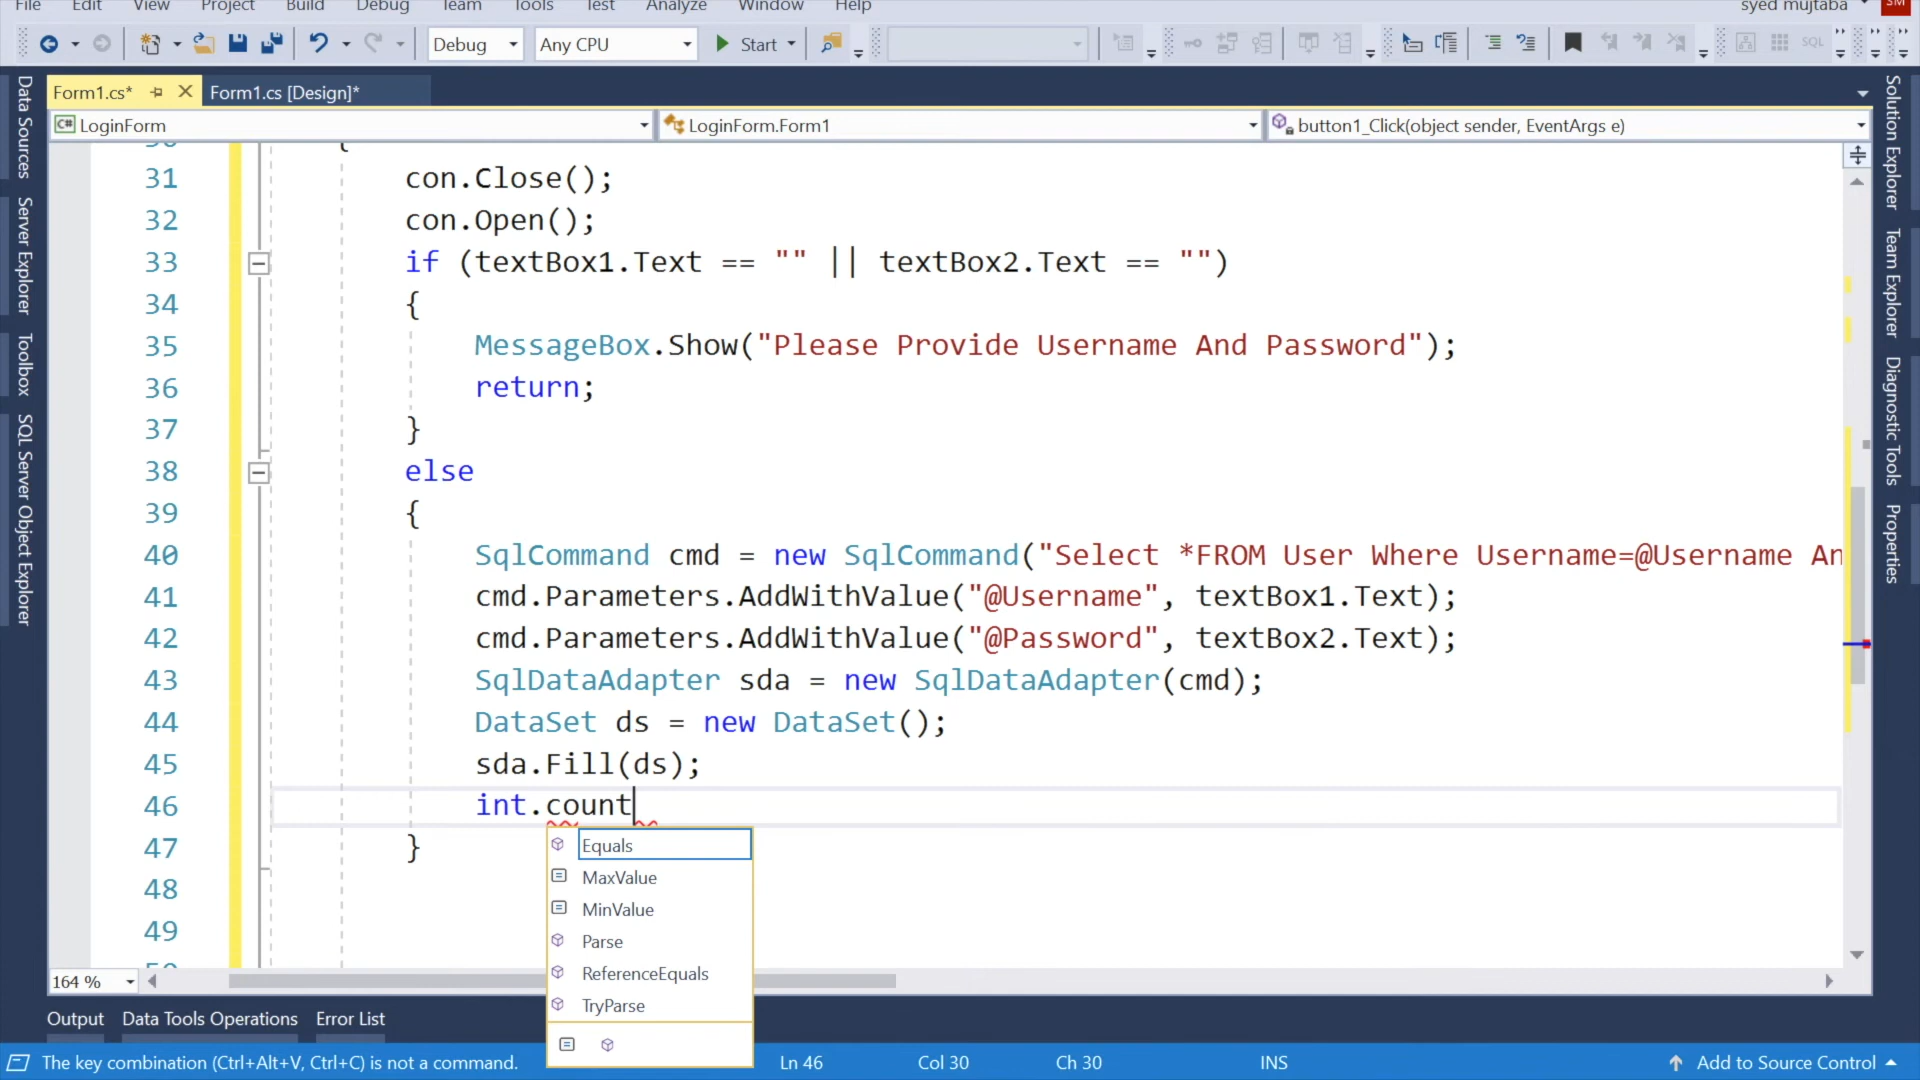 File Edit View Project Build Debug Team Tools Test Analyze Window Help syed mujtaba SM
Debug Any CPU Start SQL
Form1.cs* Form1.cs [Design]*
C# LoginForm LoginForm.Form1 button1_Click(object sender, EventArgs e)
Data Sources
Server Explorer
Toolbox
SQL Server Object Explorer
31 con.Close();
32 con.Open();
33 if (textBox1.Text == "" || textBox2.Text == "")
34 {
35 MessageBox.Show("Please Provide Username And Password");
36 return;
37 }
38 else
39 {
40 SqlCommand cmd = new SqlCommand("Select *FROM User Where Username=@Username An
41 cmd.Parameters.AddWithValue("@Username", textBox1.Text);
42 cmd.Parameters.AddWithValue("@Password", textBox2.Text);
43 SqlDataAdapter sda = new SqlDataAdapter(cmd);
44 DataSet ds = new DataSet();
45 sda.Fill(ds);
46 int.count
47 }
48
49
Equals
MaxValue
MinValue
Parse
ReferenceEquals
TryParse
Solution Explorer
Team Explorer
Diagnostic Tools
Properties
164 %
Output Data Tools Operations Error List
The key combination (Ctrl+Alt+V, Ctrl+C) is not a command. Ln 46 Col 30 Ch 30 INS Add to Source Control